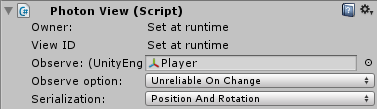 Photon View (Script)
Owner: Set at runtime
View ID Set at runtime
Observe: (UnityEng Player
Observe option: Unreliable On Change
Serialization: Position And Rotation